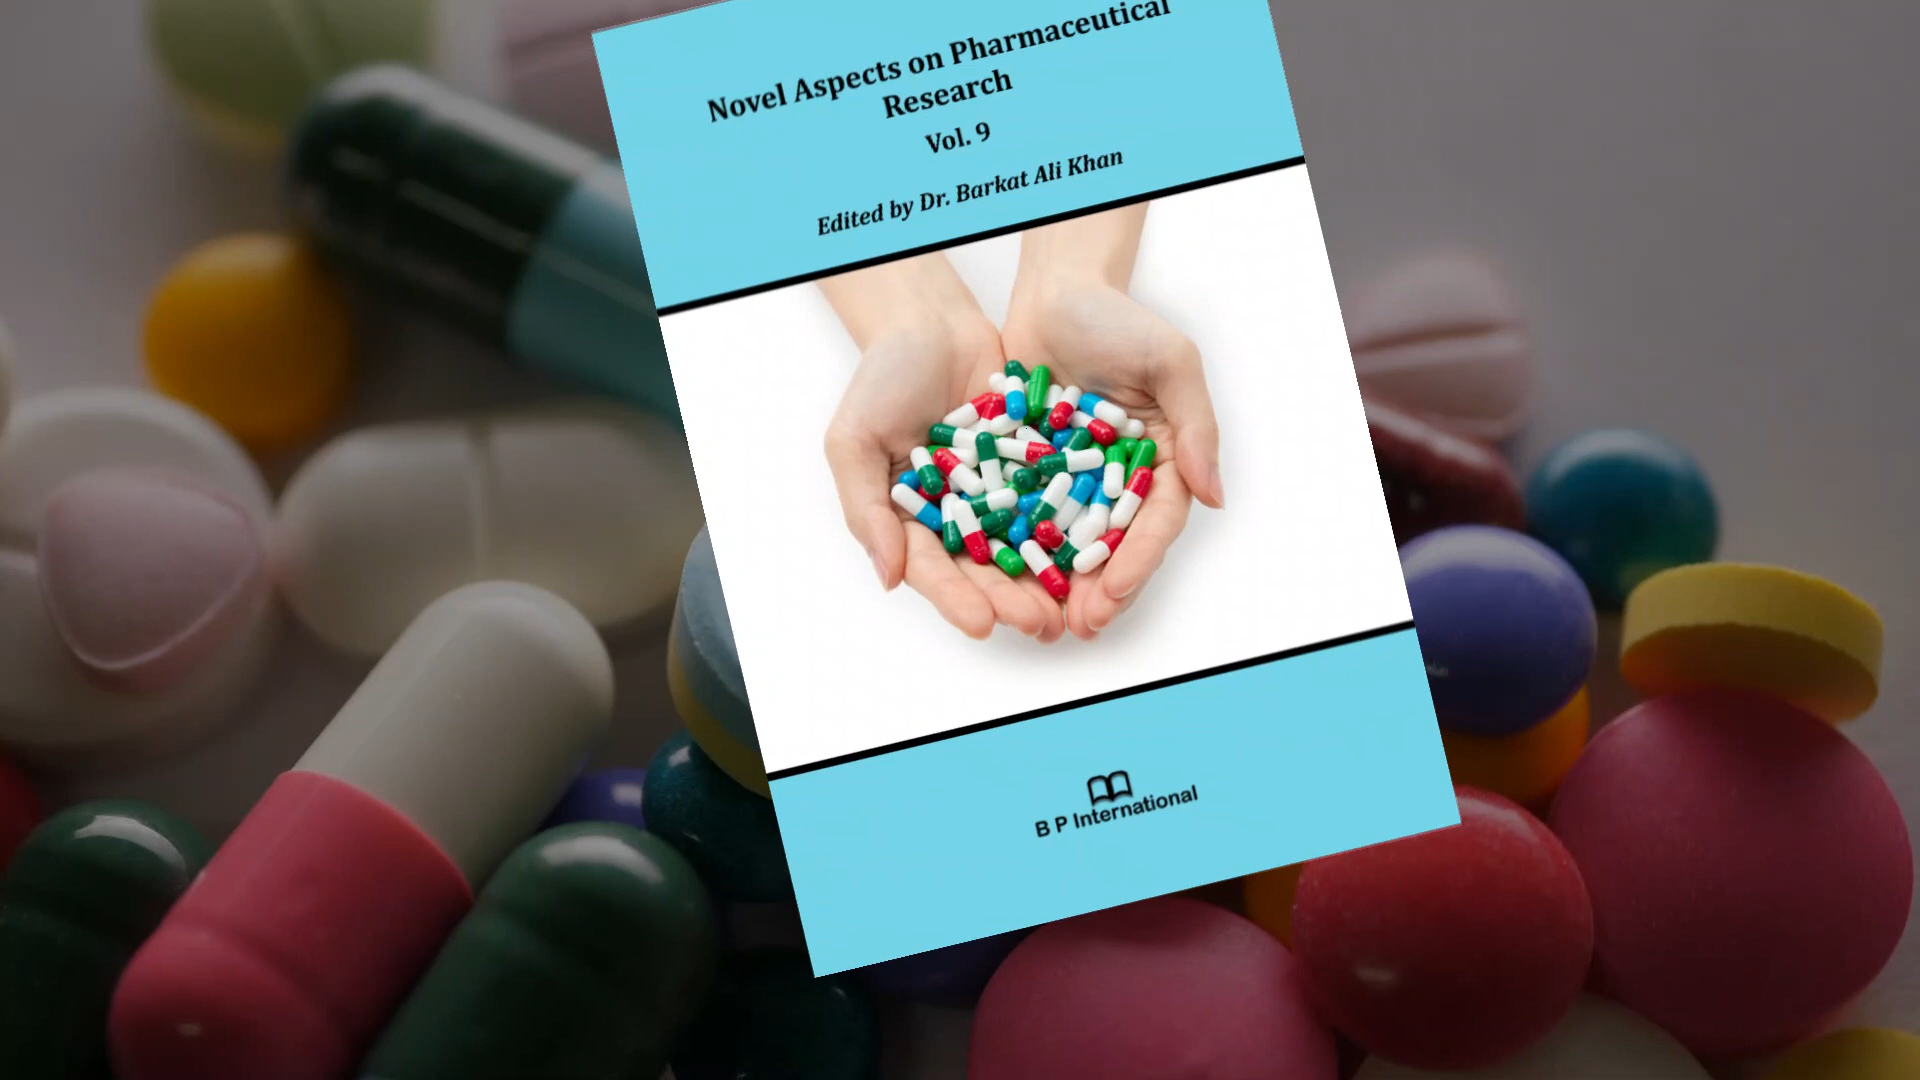 Novel Aspects on Pharmaceutical
Research
Vol. 9
Edited by Dr. Barkat Ali Khan
B P International